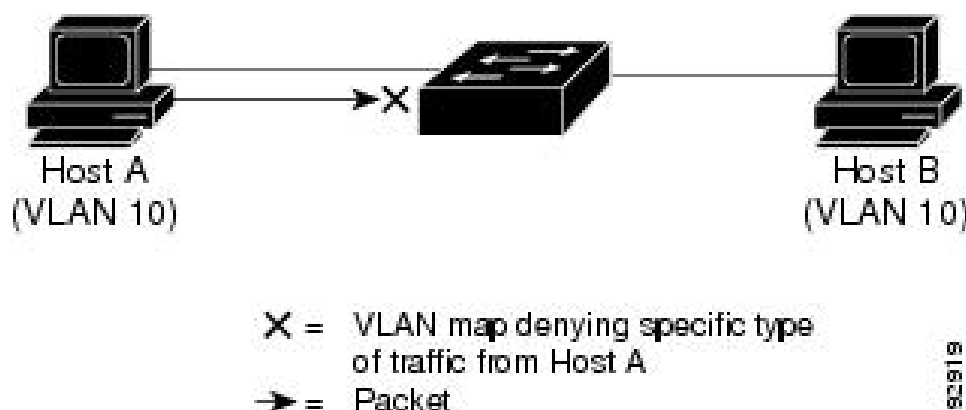 Host A
(VLAN 10)
Host B
(VLAN 10)
X = VLAN map denying specific type
of traffic from Host A
→ = Packet
92919